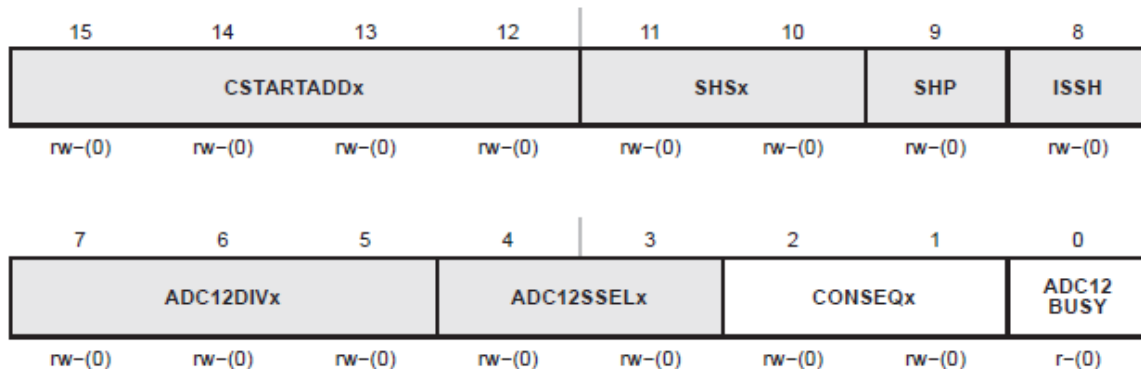 15 14 13 12 11 10 9 8
CSTARTADDx SHSx SHP ISSH
rw−(0) rw−(0) rw−(0) rw−(0) rw−(0) rw−(0) rw−(0) rw−(0)
7 6 5 4 3 2 1 0
ADC12DIVx ADC12SSELx CONSEQx ADC12
BUSY
rw−(0) rw−(0) rw−(0) rw−(0) rw−(0) rw−(0) rw−(0) r−(0)